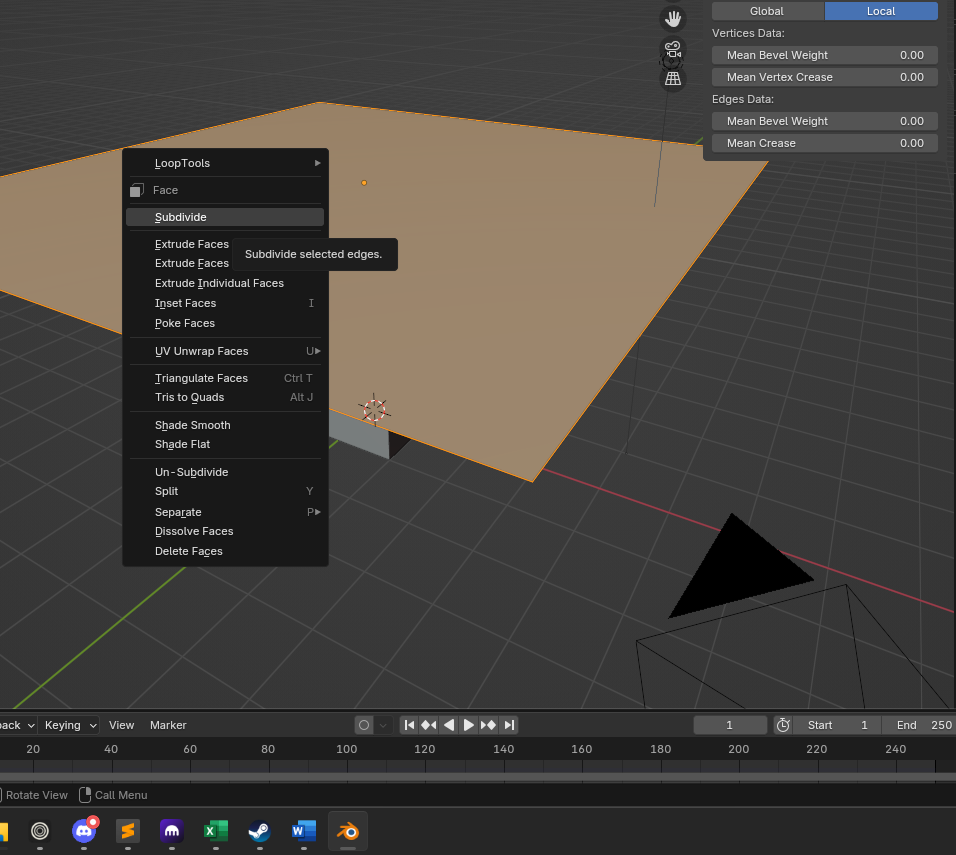 Global Local
Vertices Data:
Mean Bevel Weight 0.00
Mean Vertex Crease 0.00
Edges Data:
Mean Bevel Weight 0.00
Mean Crease 0.00
LoopTools
Face
Subdivide
Extrude Faces
Subdivide selected edges.
Extrude Faces
Extrude Individual Faces
Inset Faces I
Poke Faces
UV Unwrap Faces U
Triangulate Faces Ctrl T
Tris to Quads Alt J
Shade Smooth
Shade Flat
Un-Subdivide
Split Y
Separate P
Dissolve Faces
Delete Faces
back Keying View Marker 1 Start 1 End 250
20 40 60 80 100 120 140 160 180 200 220 240
Rotate View Call Menu